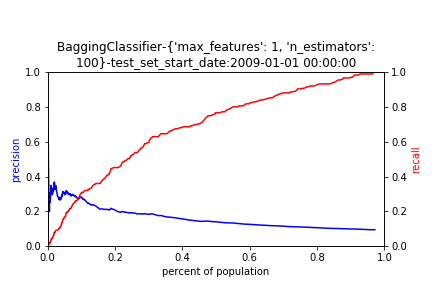 BaggingClassifier-{'max_features': 1, 'n_estimators':
100}-test_set_start_date:2009-01-01 00:00:00
1.0
0.8
0.6
0.4
0.2
0.0
precision
1.0
0.8
0.6
0.4
0.2
0.0
recall
0.0 0.2 0.4 0.6 0.8 1.0
percent of population